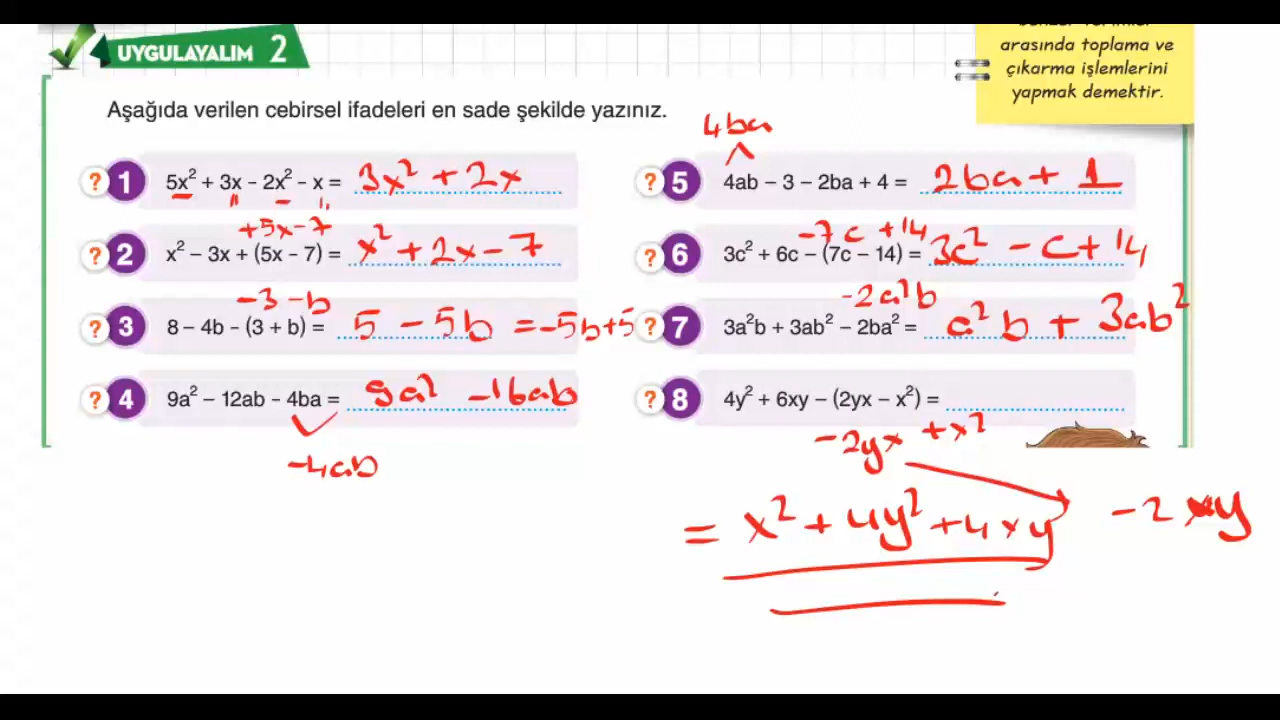 UYGULAYALIM 2
arasında toplama ve
çıkarma işlemlerini
yapmak demektir.
Aşağıda verilen cebirsel ifadeleri en sade şekilde yazınız.
? 1 5x² + 3x - 2x² - x = 3x² + 2x
+5x-7
? 2 x² − 3x + (5x - 7) = x² + 2x - 7
-3 -b
? 3 8 – 4b - (3 + b) = 5 - 5b = -5b+5
? 4 9a² − 12ab - 4ba = 9a² -16ab
-4ab
4ba
? 5 4ab − 3 − 2ba + 4 = 2ba + 1
-7c +14
? 6 3c² + 6c − (7c − 14) = 3c² - c + 14
-2a²b
? 7 3a²b + 3ab² − 2ba² = a²b + 3ab²
? 8 4y² + 6xy − (2yx − x²) =
-2yx +x²
= x² + 4y² + 4xy
-2xy